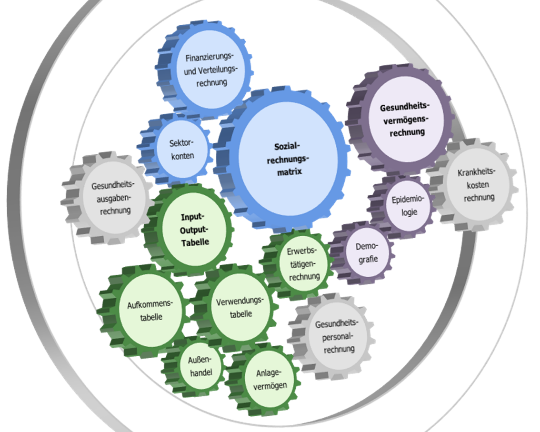 Finanzierungs-
und Verteilungs-
rechnung
Gesundheits-
vermögens-
rechnung
Sektor-
konten
Sozial-
rechnungs-
matrix
Gesundheits-
ausgaben-
rechnung
Krankheits-
kosten
rechnung
Epidemio-
logie
Input-
Output-
Tabelle
Demo-
grafie
Erwerbs-
tätigen-
rechnung
Aufkommens-
tabelle
Verwendungs-
tabelle
Gesundheits-
personal-
rechnung
Außen-
handel
Anlage-
vermögen